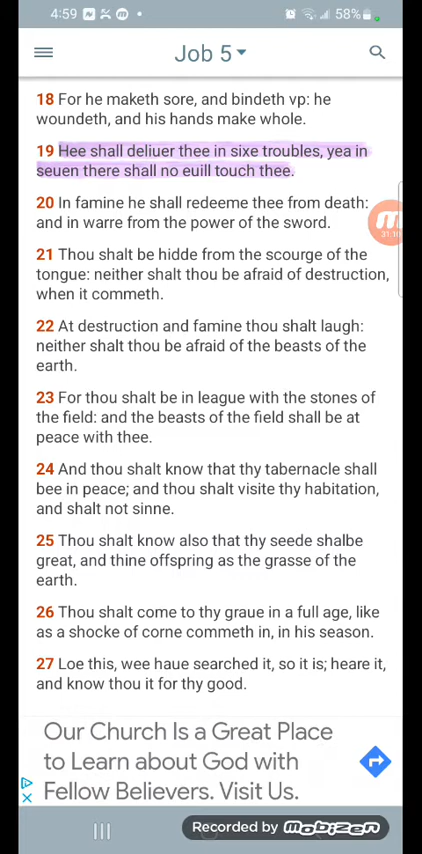 4:59 58%
Job 5
18 For he maketh sore, and bindeth vp: he
woundeth, and his hands make whole.
19 Hee shall deliuer thee in sixe troubles, yea in
seuen there shall no euill touch thee.
20 In famine he shall redeeme thee from death:
and in warre from the power of the sword.
31:10
21 Thou shalt be hidde from the scourge of the
tongue: neither shalt thou be afraid of destruction,
when it commeth.
22 At destruction and famine thou shalt laugh:
neither shalt thou be afraid of the beasts of the
earth.
23 For thou shalt be in league with the stones of
the field: and the beasts of the field shall be at
peace with thee.
24 And thou shalt know that thy tabernacle shall
bee in peace; and thou shalt visite thy habitation,
and shalt not sinne.
25 Thou shalt know also that thy seede shalbe
great, and thine offspring as the grasse of the
earth.
26 Thou shalt come to thy graue in a full age, like
as a shocke of corne commeth in, in his season.
27 Loe this, wee haue searched it, so it is; heare it,
and know thou it for thy good.
Our Church Is a Great Place
to Learn about God with
Fellow Believers. Visit Us.
Recorded by mobizen